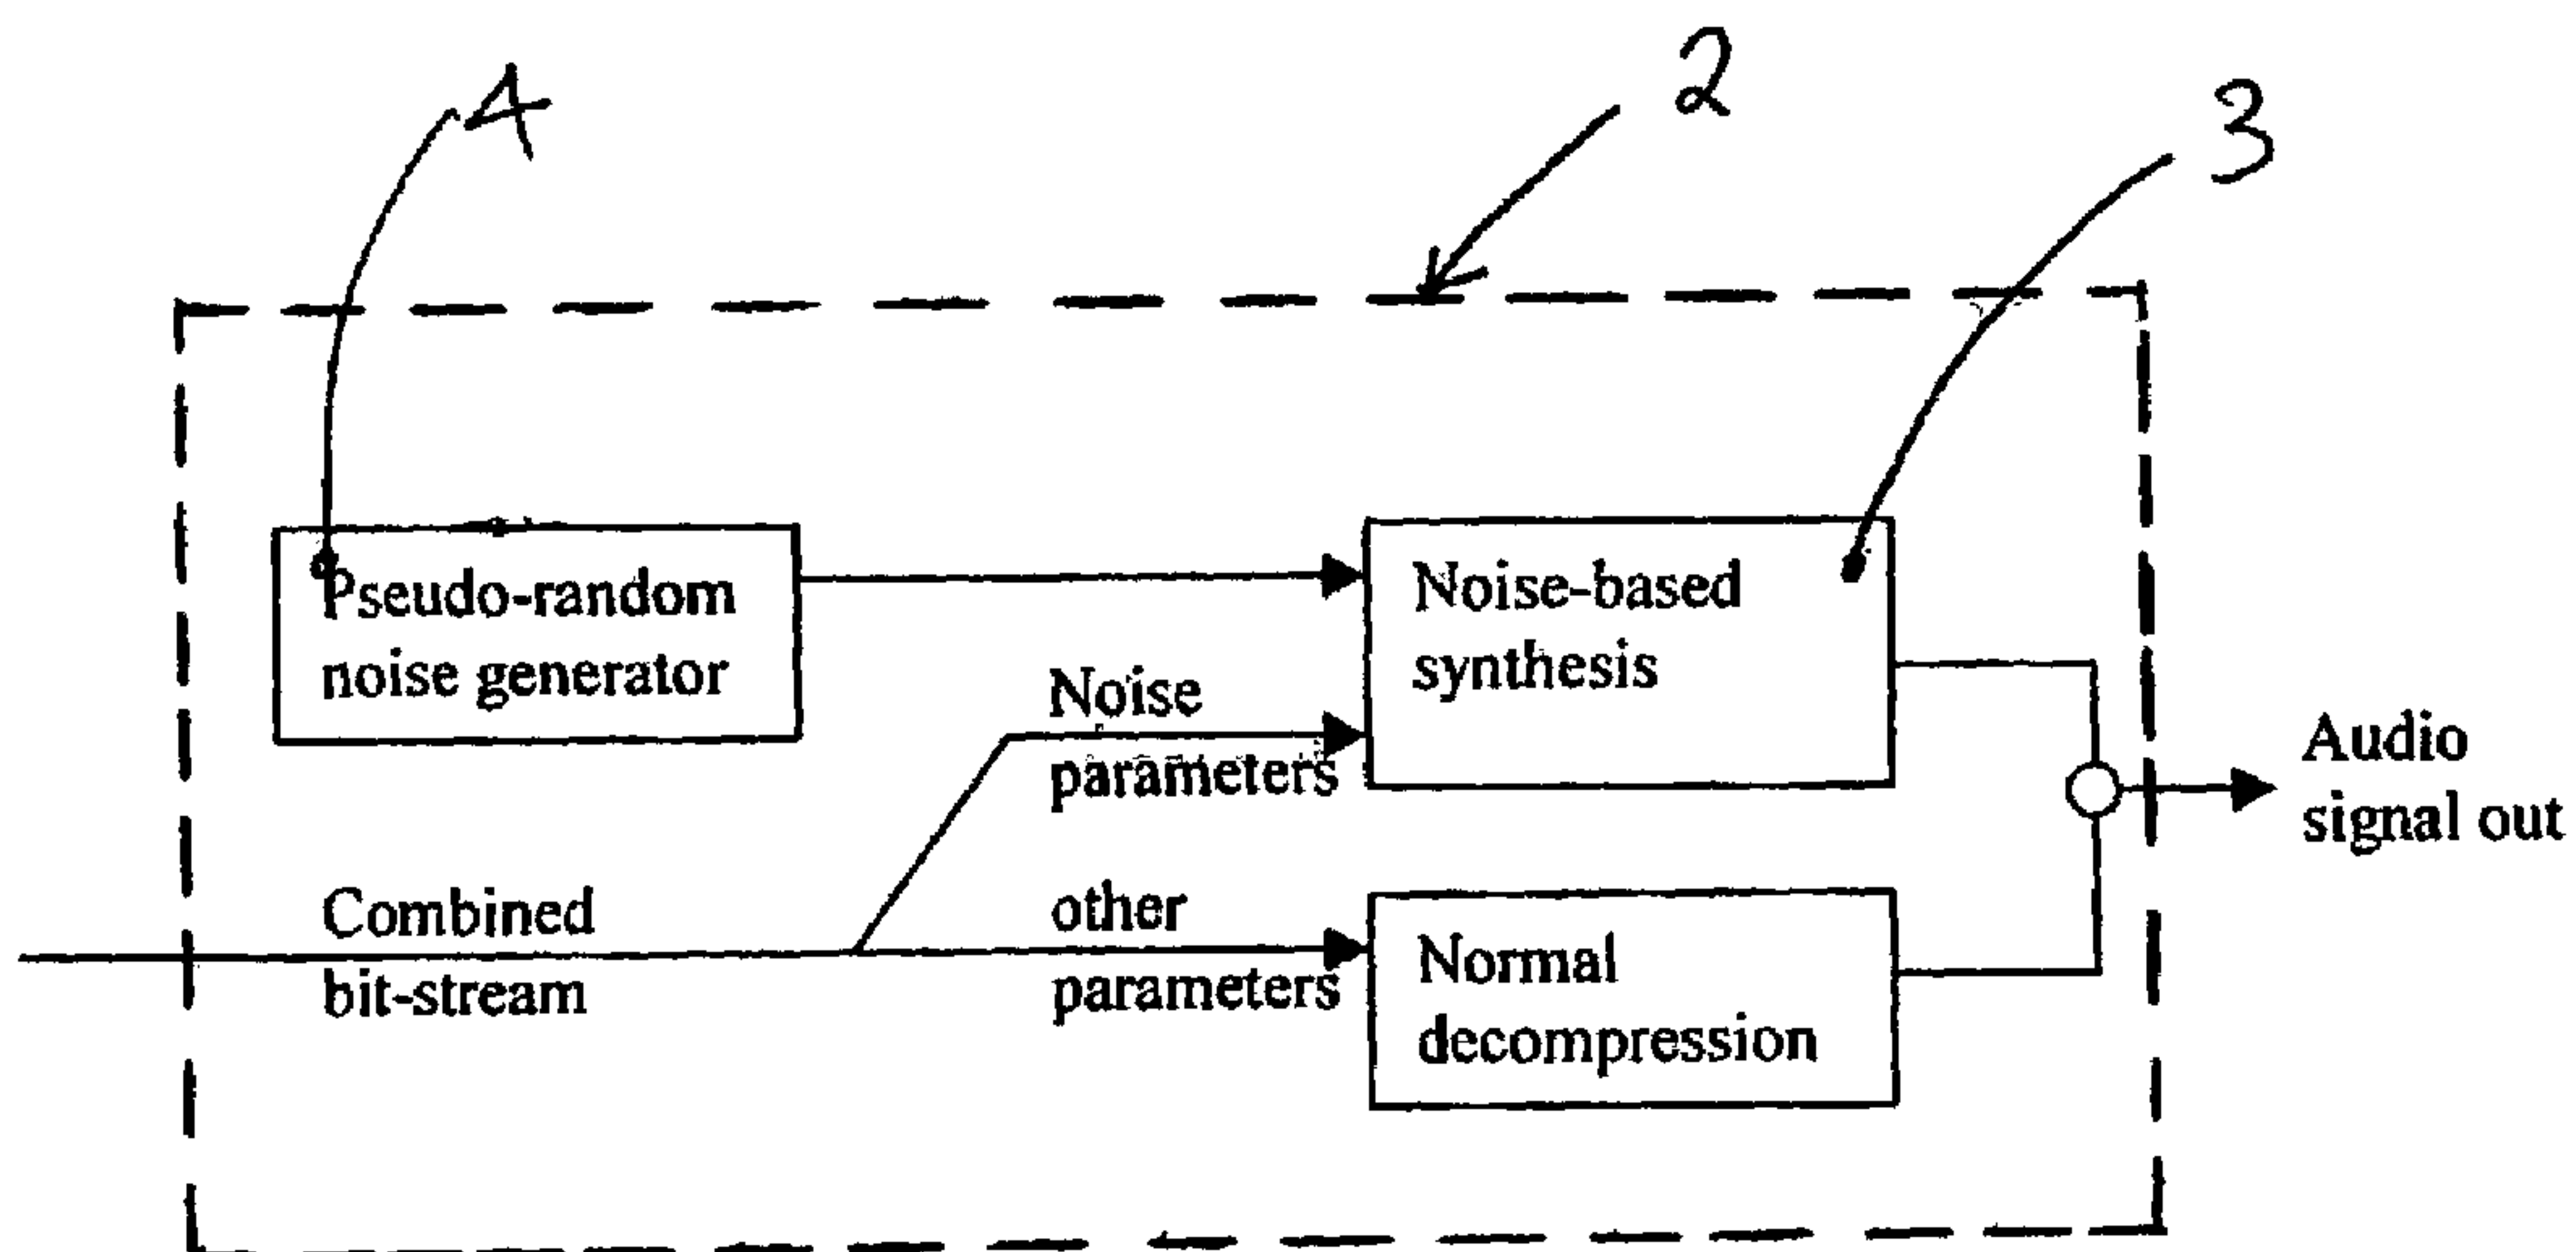 4
2
3
Pseudo-random
noise generator
Noise-based
synthesis
Noise
parameters
Audio
signal out
Combined
bit-stream
other
parameters
Normal
decompression